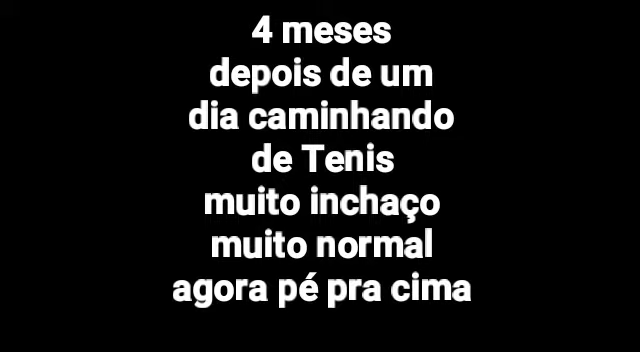 4 meses
depois de um
dia caminhando
de Tenis
muito inchaço
muito normal
agora pé pra cima